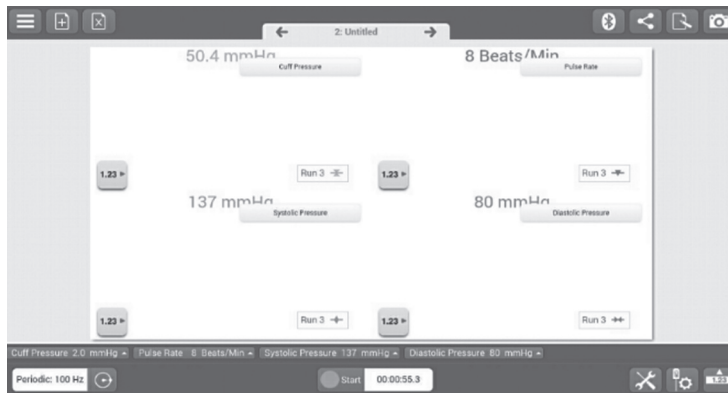 2: Untitled
50.4 mmHg
Cuff Pressure
8 Beats/Min
Pulse Rate
1.23
Run 3
1.23
Run 3
137 mmHg
Systolic Pressure
80 mmHg
Diastolic Pressure
1.23
Run 3
1.23
Run 3
Cuff Pressure 2.0 mmHg Pulse Rate 8 Beats/Min Systolic Pressure 137 mmHg Diastolic Pressure 80 mmHg
Periodic: 100 Hz Start 00:00:55.3 1.23